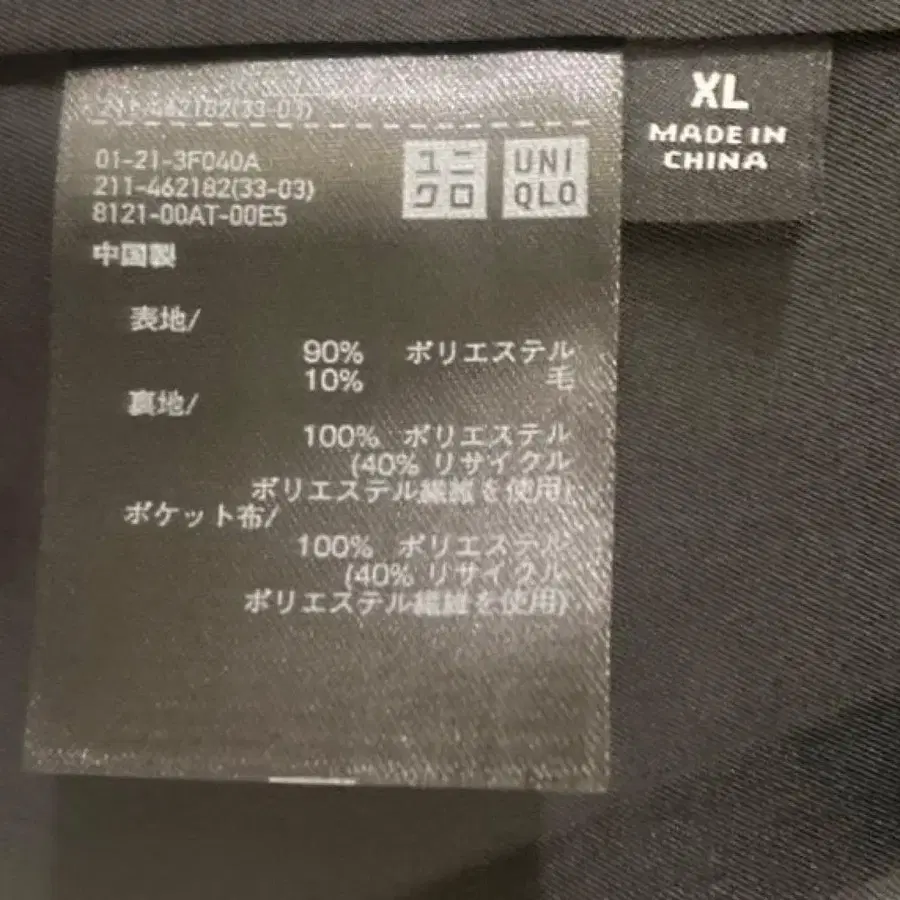 211-462182(33-03)
01-21-3F040A
211-462182(33-03)
8121-00AT-00E5
中国製
ユニ
クロ
UNI
QLO
XL
MADE IN
CHINA
表地/
90% ポリエステル
10% 毛
裏地/
100% ポリエステル
(40% リサイクル
ポリエステル繊維を使用)
ポケット布/
100% ポリエステル
(40% リサイクル
ポリエステル繊維を使用)